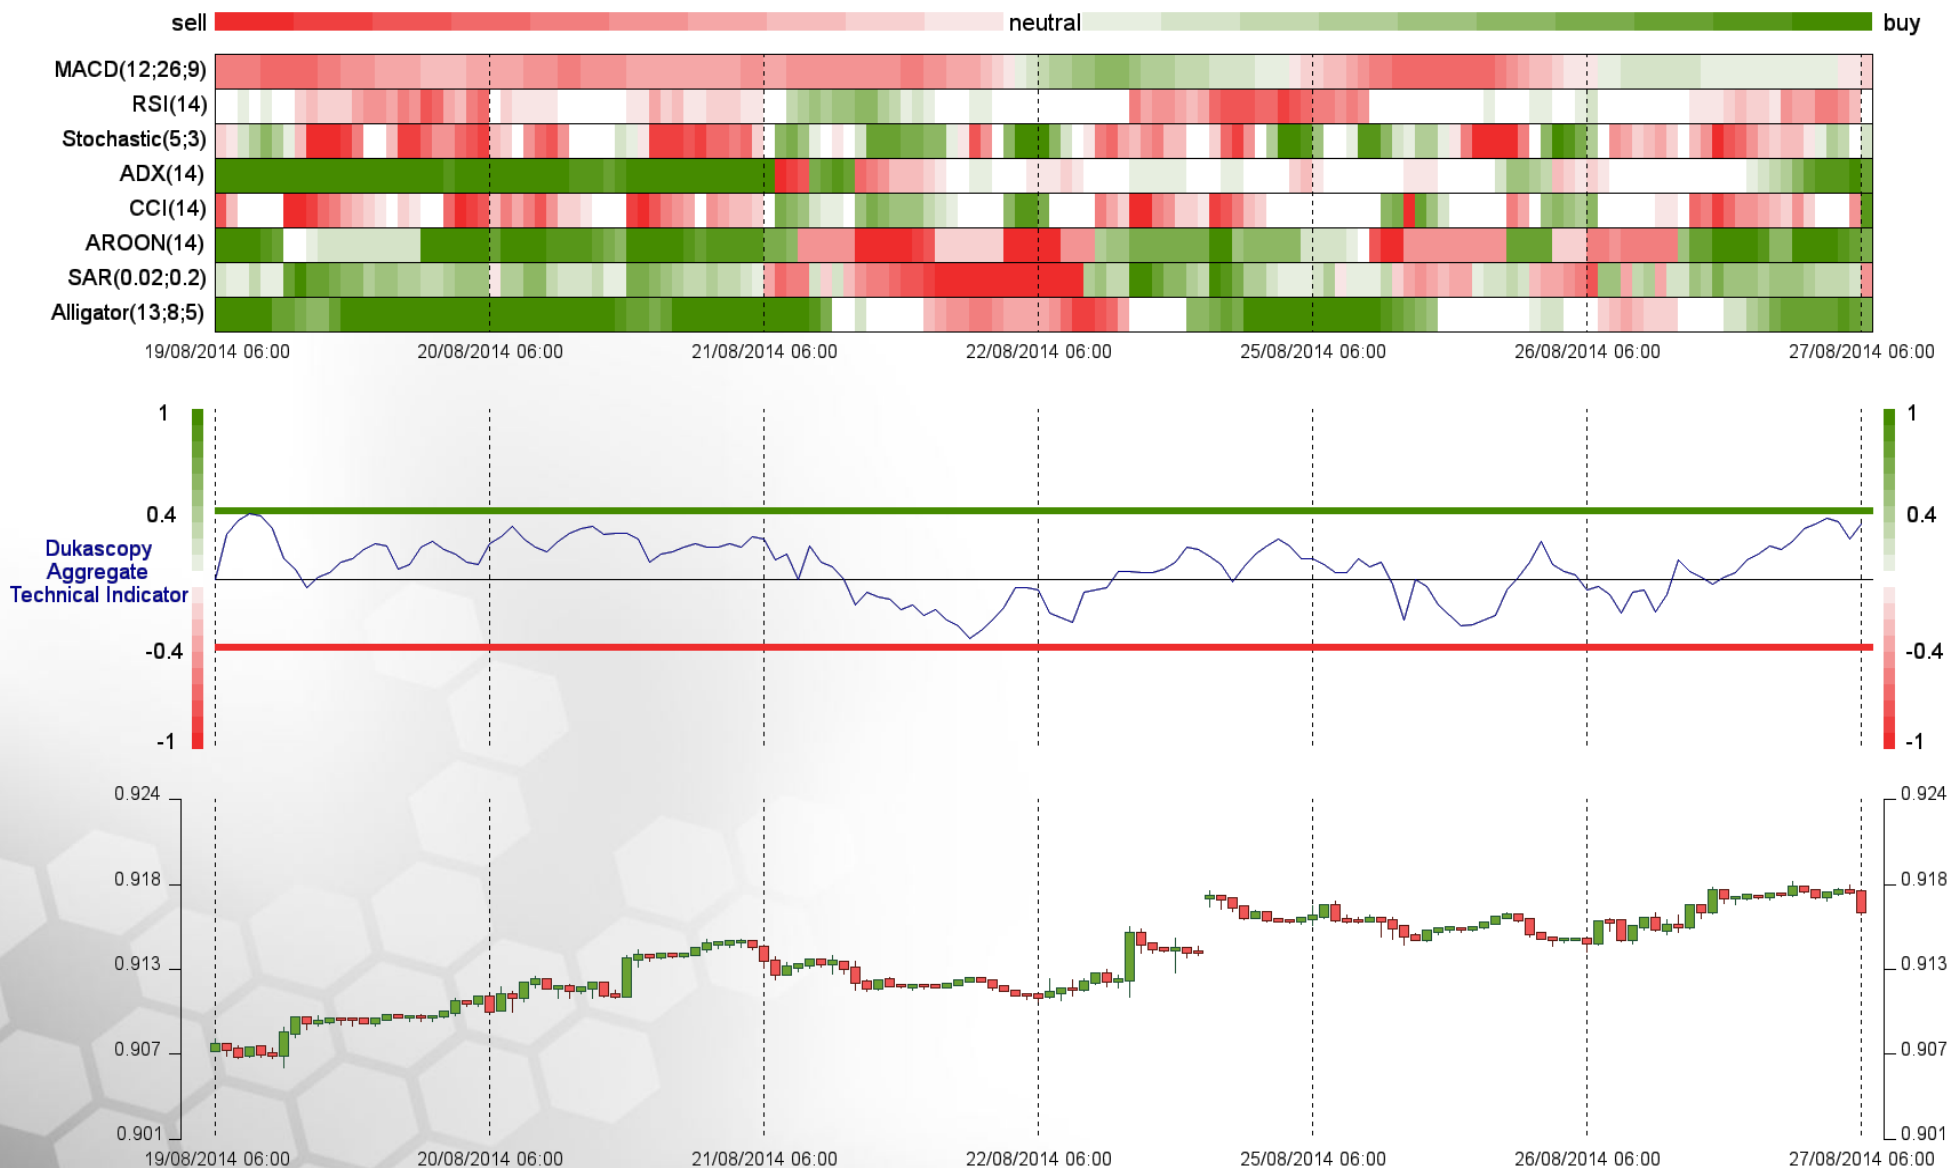 sell neutral buy
MACD(12;26;9)
RSI(14)
Stochastic(5;3)
ADX(14)
CCI(14)
AROON(14)
SAR(0.02;0.2)
Alligator(13;8;5)
19/08/2014 06:00 20/08/2014 06:00 21/08/2014 06:00 22/08/2014 06:00 25/08/2014 06:00 26/08/2014 06:00 27/08/2014 06:00
1 1
0.4 0.4
Dukascopy
Aggregate
Technical Indicator
-0.4 -0.4
-1 -1
0.924 0.924
0.918 0.918
0.913 0.913
0.907 0.907
0.901 0.901
19/08/2014 06:00 20/08/2014 06:00 21/08/2014 06:00 22/08/2014 06:00 25/08/2014 06:00 26/08/2014 06:00 27/08/2014 06:00